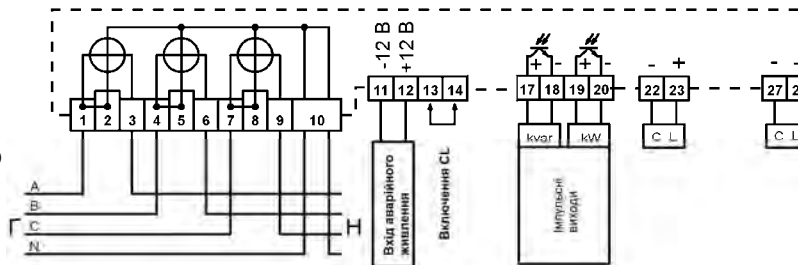 -12 В
+12 В
+ - + -
- +
- -
1 2 3 4 5 6 7 8 9 10
11 12 13 14
17 18 19 20
22 23
27
kvar kW
C L
C L
Вхід аварійного
живлення
Включення CL
Імпульсні
виходи
A
B
C
N
Г
Н